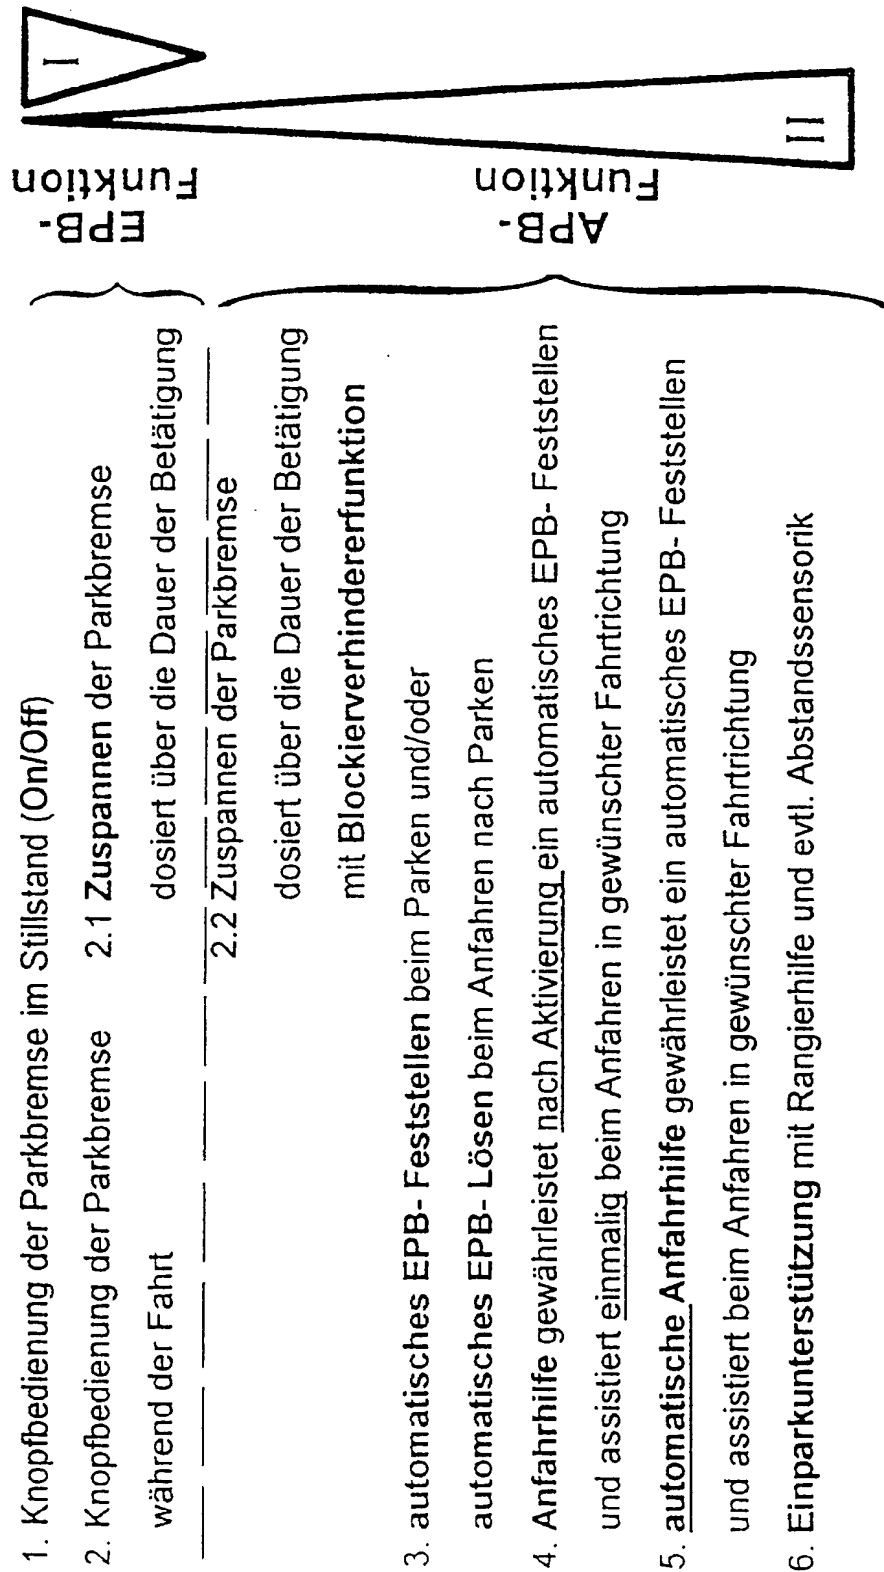 1. Knopfbedienung der Parkbremse im Stillstand (On/Off)
2. Knopfbedienung der Parkbremse 2.1 Zuspannen der Parkbremse
während der Fahrt dosiert über die Dauer der Betätigung
2.2 Zuspannen der Parkbremse
dosiert über die Dauer der Betätigung
mit Blockierverhindererfunktion
3. automatisches EPB- Feststellen beim Parken und/oder
automatisches EPB- Lösen beim Anfahren nach Parken
4. Anfahrhilfe gewährleistet nach Aktivierung ein automatisches EPB- Feststellen
und assistiert einmalig beim Anfahren in gewünschter Fahrtrichtung
5. automatische Anfahrhilfe gewährleistet ein automatisches EPB- Feststellen
und assistiert beim Anfahren in gewünschter Fahrtrichtung
6. Einparkunterstützung mit Rangierhilfe und evtl. Abstandssensorik
EPB-
Funktion
APB-
Funktion
I
II